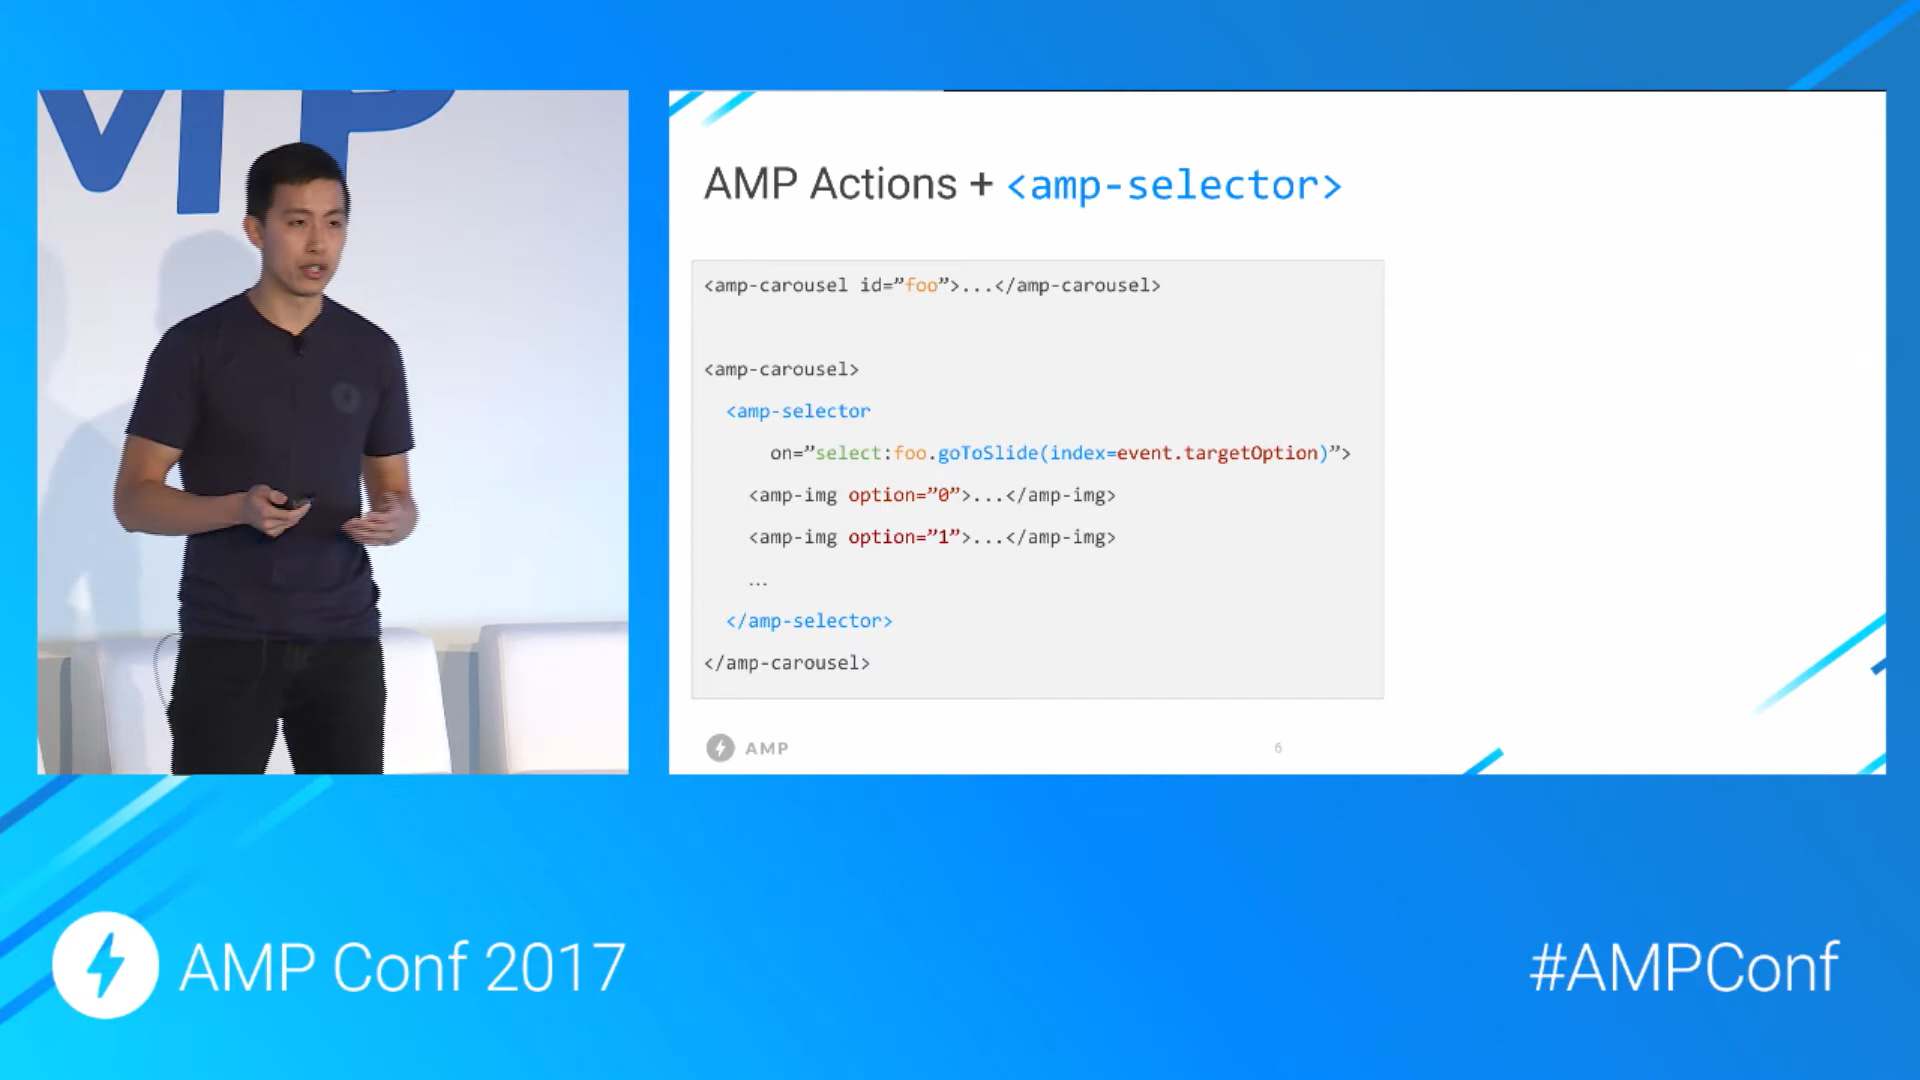 MP
AMP Actions + <amp-selector>
<amp-carousel id=”foo”>...</amp-carousel>
<amp-carousel>
<amp-selector
on=”select:foo.goToSlide(index=event.targetOption)”>
<amp-img option=”0”>...</amp-img>
<amp-img option=”1”>...</amp-img>
...
</amp-selector>
</amp-carousel>
AMP
6
AMP Conf 2017
#AMPConf